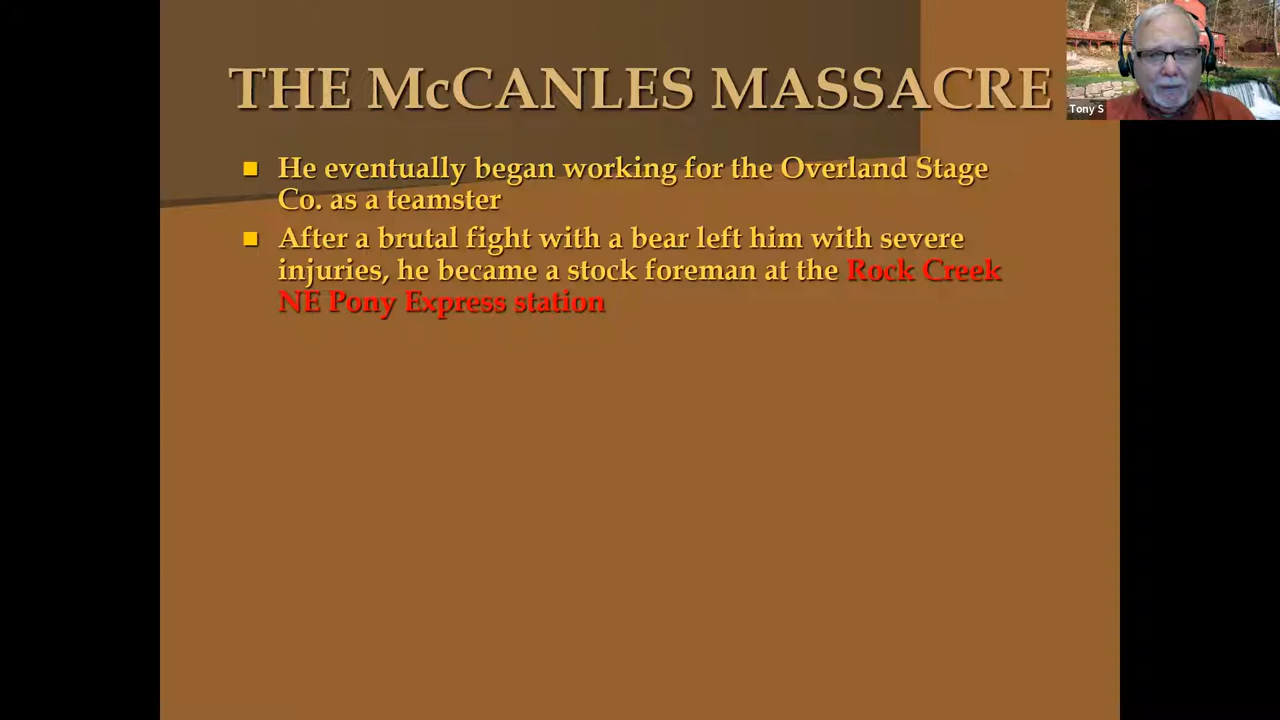 THE McCANLES MASSACRE
Tony S
He eventually began working for the Overland Stage
Co. as a teamster
After a brutal fight with a bear left him with severe
injuries, he became a stock foreman at the Rock Creek
NE Pony Express station